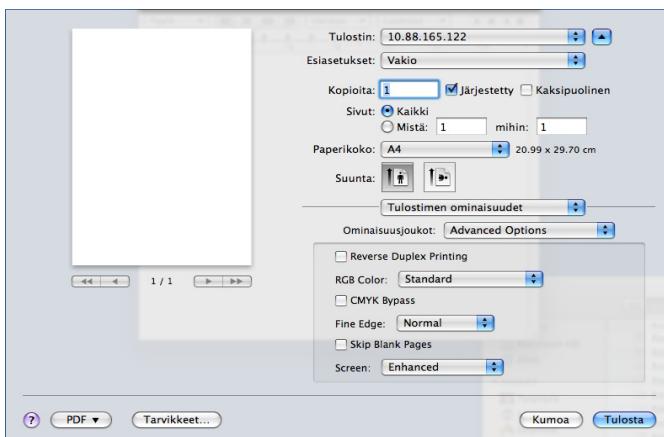 Tulostin: 10.88.165.122
Esiasetukset: Vakio
Kopioita: 1 Järjestetty Kaksipuolinen
Sivut: Kaikki
Mistä: 1 mihin: 1
Paperikoko: A4 20.99 x 29.70 cm
Suunta:
Tulostimen ominaisuudet
Ominaisuusjoukot: Advanced Options
Reverse Duplex Printing
1 / 1
RGB Color: Standard
CMYK Bypass
Fine Edge: Normal
Skip Blank Pages
Screen: Enhanced
? PDF ▼ Tarvikkeet... Kumoa Tulosta